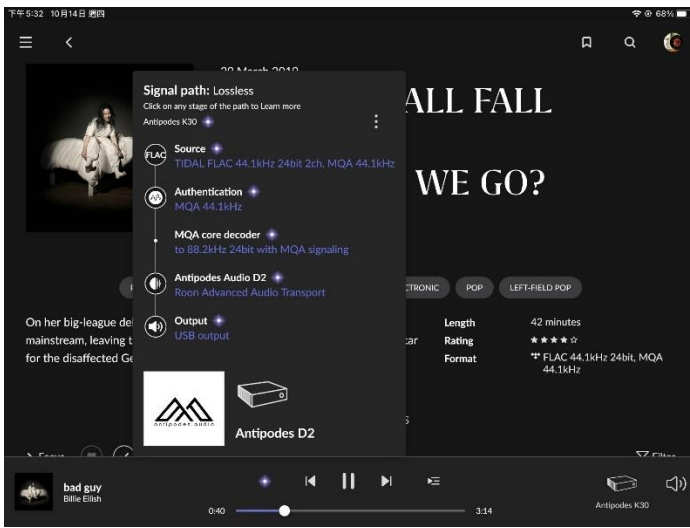 下午5:32 10月14日 週四
68%
29 March 2019
ALL FALL
WE GO?
Signal path: Lossless
Click on any stage of the path to Learn more
Antipodes K30
FLAC
Source
TIDAL FLAC 44.1kHz 24bit 2ch, MQA 44.1kHz
Authentication
MQA 44.1kHz
MQA core decoder
to 88.2kHz 24bit with MQA signaling
Antipodes Audio D2
Roon Advanced Audio Transport
Output
USB output
antipodes audio
Antipodes D2
CTRONIC
POP
LEFT-FIELD POP
On her big-league de
mainstream, leaving t
for the disaffected Ge
Length 42 minutes
Rating
Format FLAC 44.1kHz 24bit, MQA
44.1kHz
Focus
Filter
bad guy
Billie Eilish
0:40
3:14
Antipodes K30